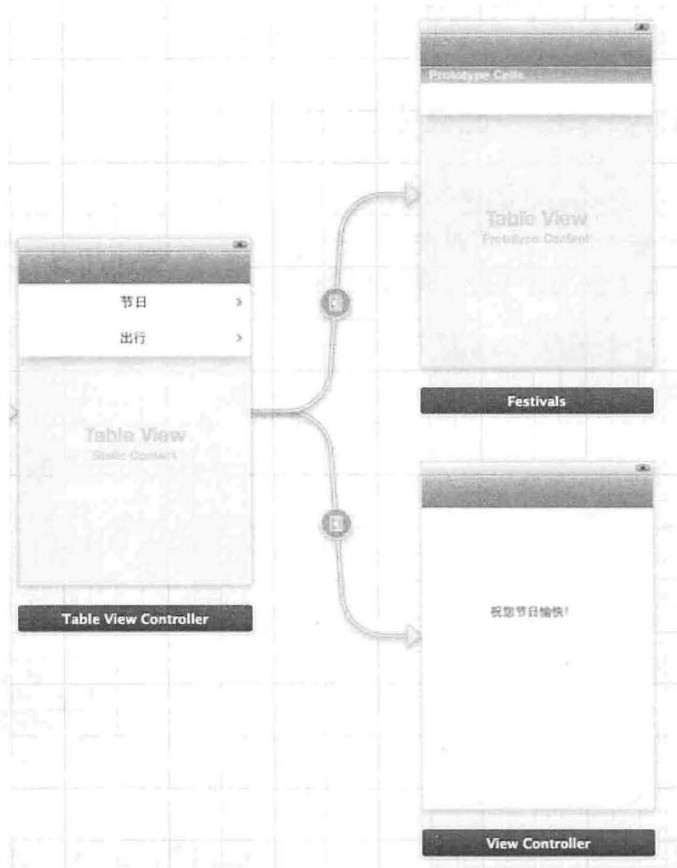 Prototype Cells
Table View
Prototype Content
Festivals
节日
出行
Table View
Static Content
Table View Controller
祝您节日愉快!
View Controller